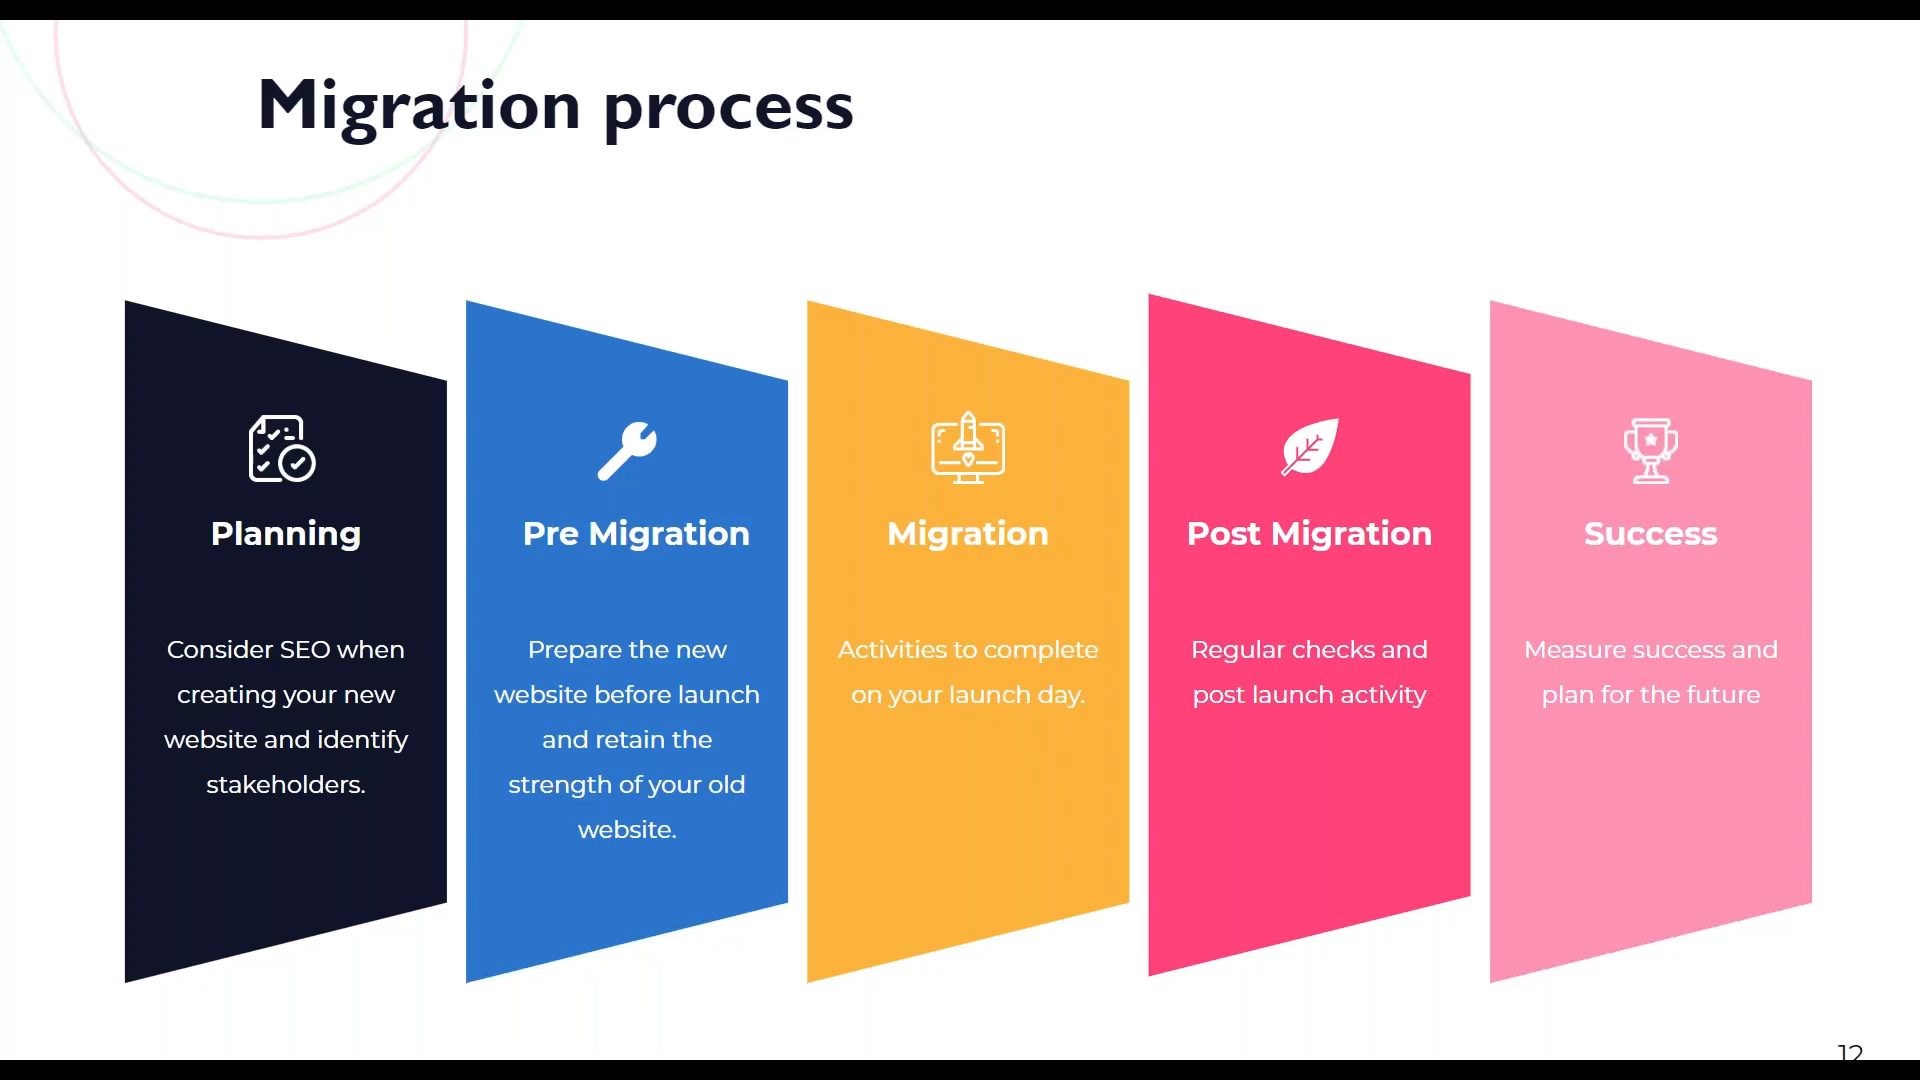 Migration process
Planning
Consider SEO when
creating your new
website and identify
stakeholders.
Pre Migration
Prepare the new
website before launch
and retain the
strength of your old
website.
Migration
Activities to complete
on your launch day.
Post Migration
Regular checks and
post launch activity
Success
Measure success and
plan for the future
12